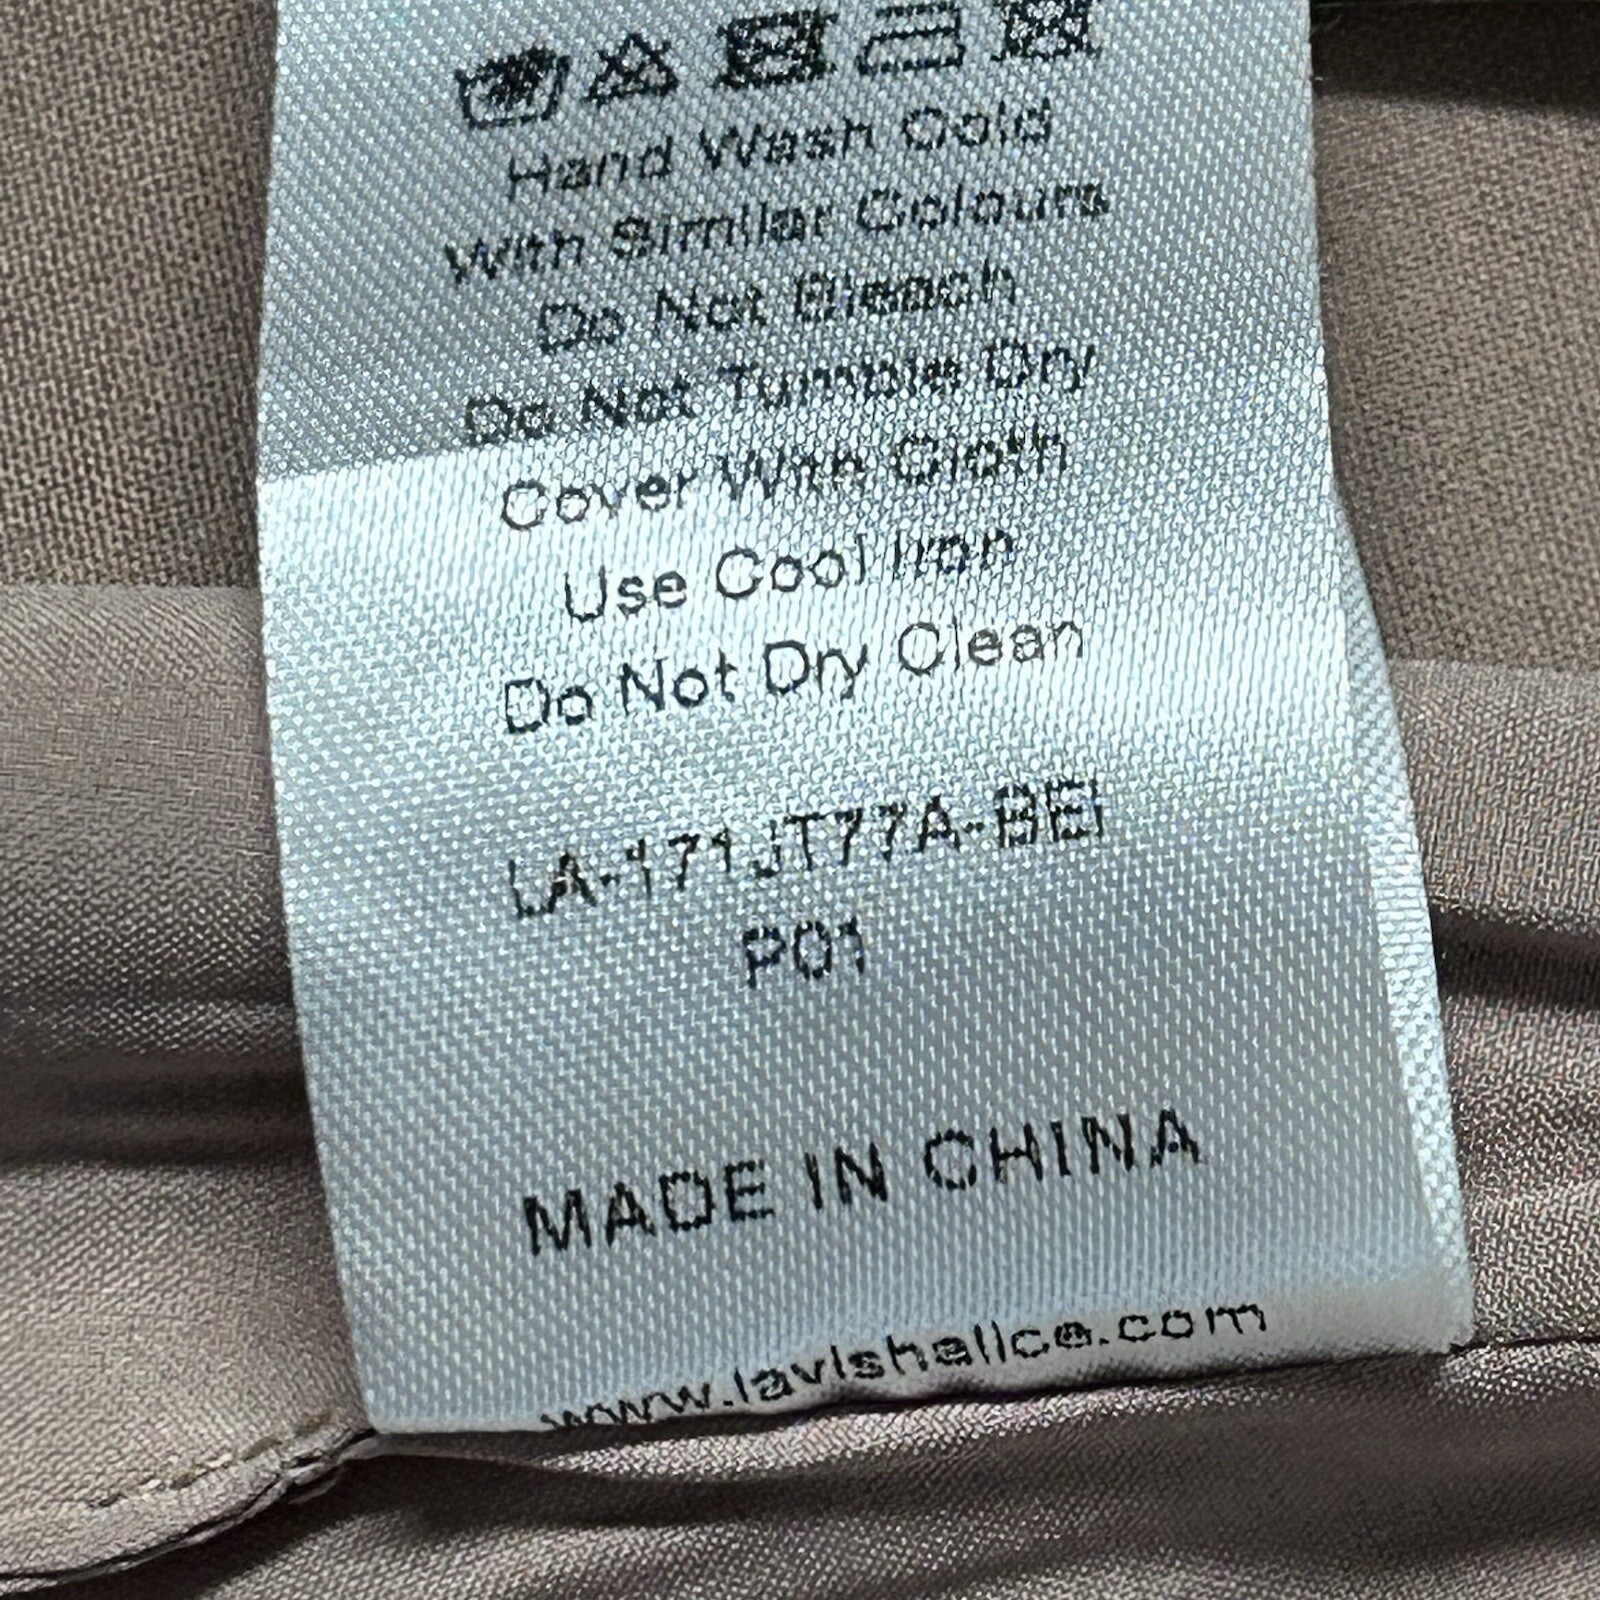 Hand Wash Cold
With Similar Colours
Do Not Bleach
Do Not Tumble Dry
Cover With Cloth
Use Cool Iron
Do Not Dry Clean
LA-171JT77A-BEI
P01
MADE IN CHINA
www.lavishalice.com